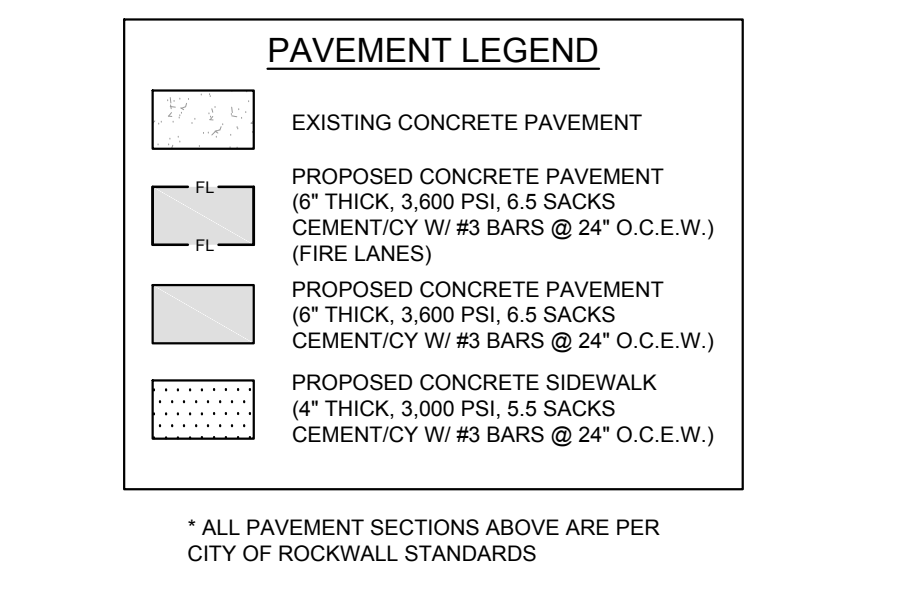 PAVEMENT LEGEND
EXISTING CONCRETE PAVEMENT
FL
FL
PROPOSED CONCRETE PAVEMENT
(6" THICK, 3,600 PSI, 6.5 SACKS
CEMENT/CY W/ #3 BARS @ 24" O.C.E.W.)
(FIRE LANES)
PROPOSED CONCRETE PAVEMENT
(6" THICK, 3,600 PSI, 6.5 SACKS
CEMENT/CY W/ #3 BARS @ 24" O.C.E.W.)
PROPOSED CONCRETE SIDEWALK
(4" THICK, 3,000 PSI, 5.5 SACKS
CEMENT/CY W/ #3 BARS @ 24" O.C.E.W.)
* ALL PAVEMENT SECTIONS ABOVE ARE PER
CITY OF ROCKWALL STANDARDS